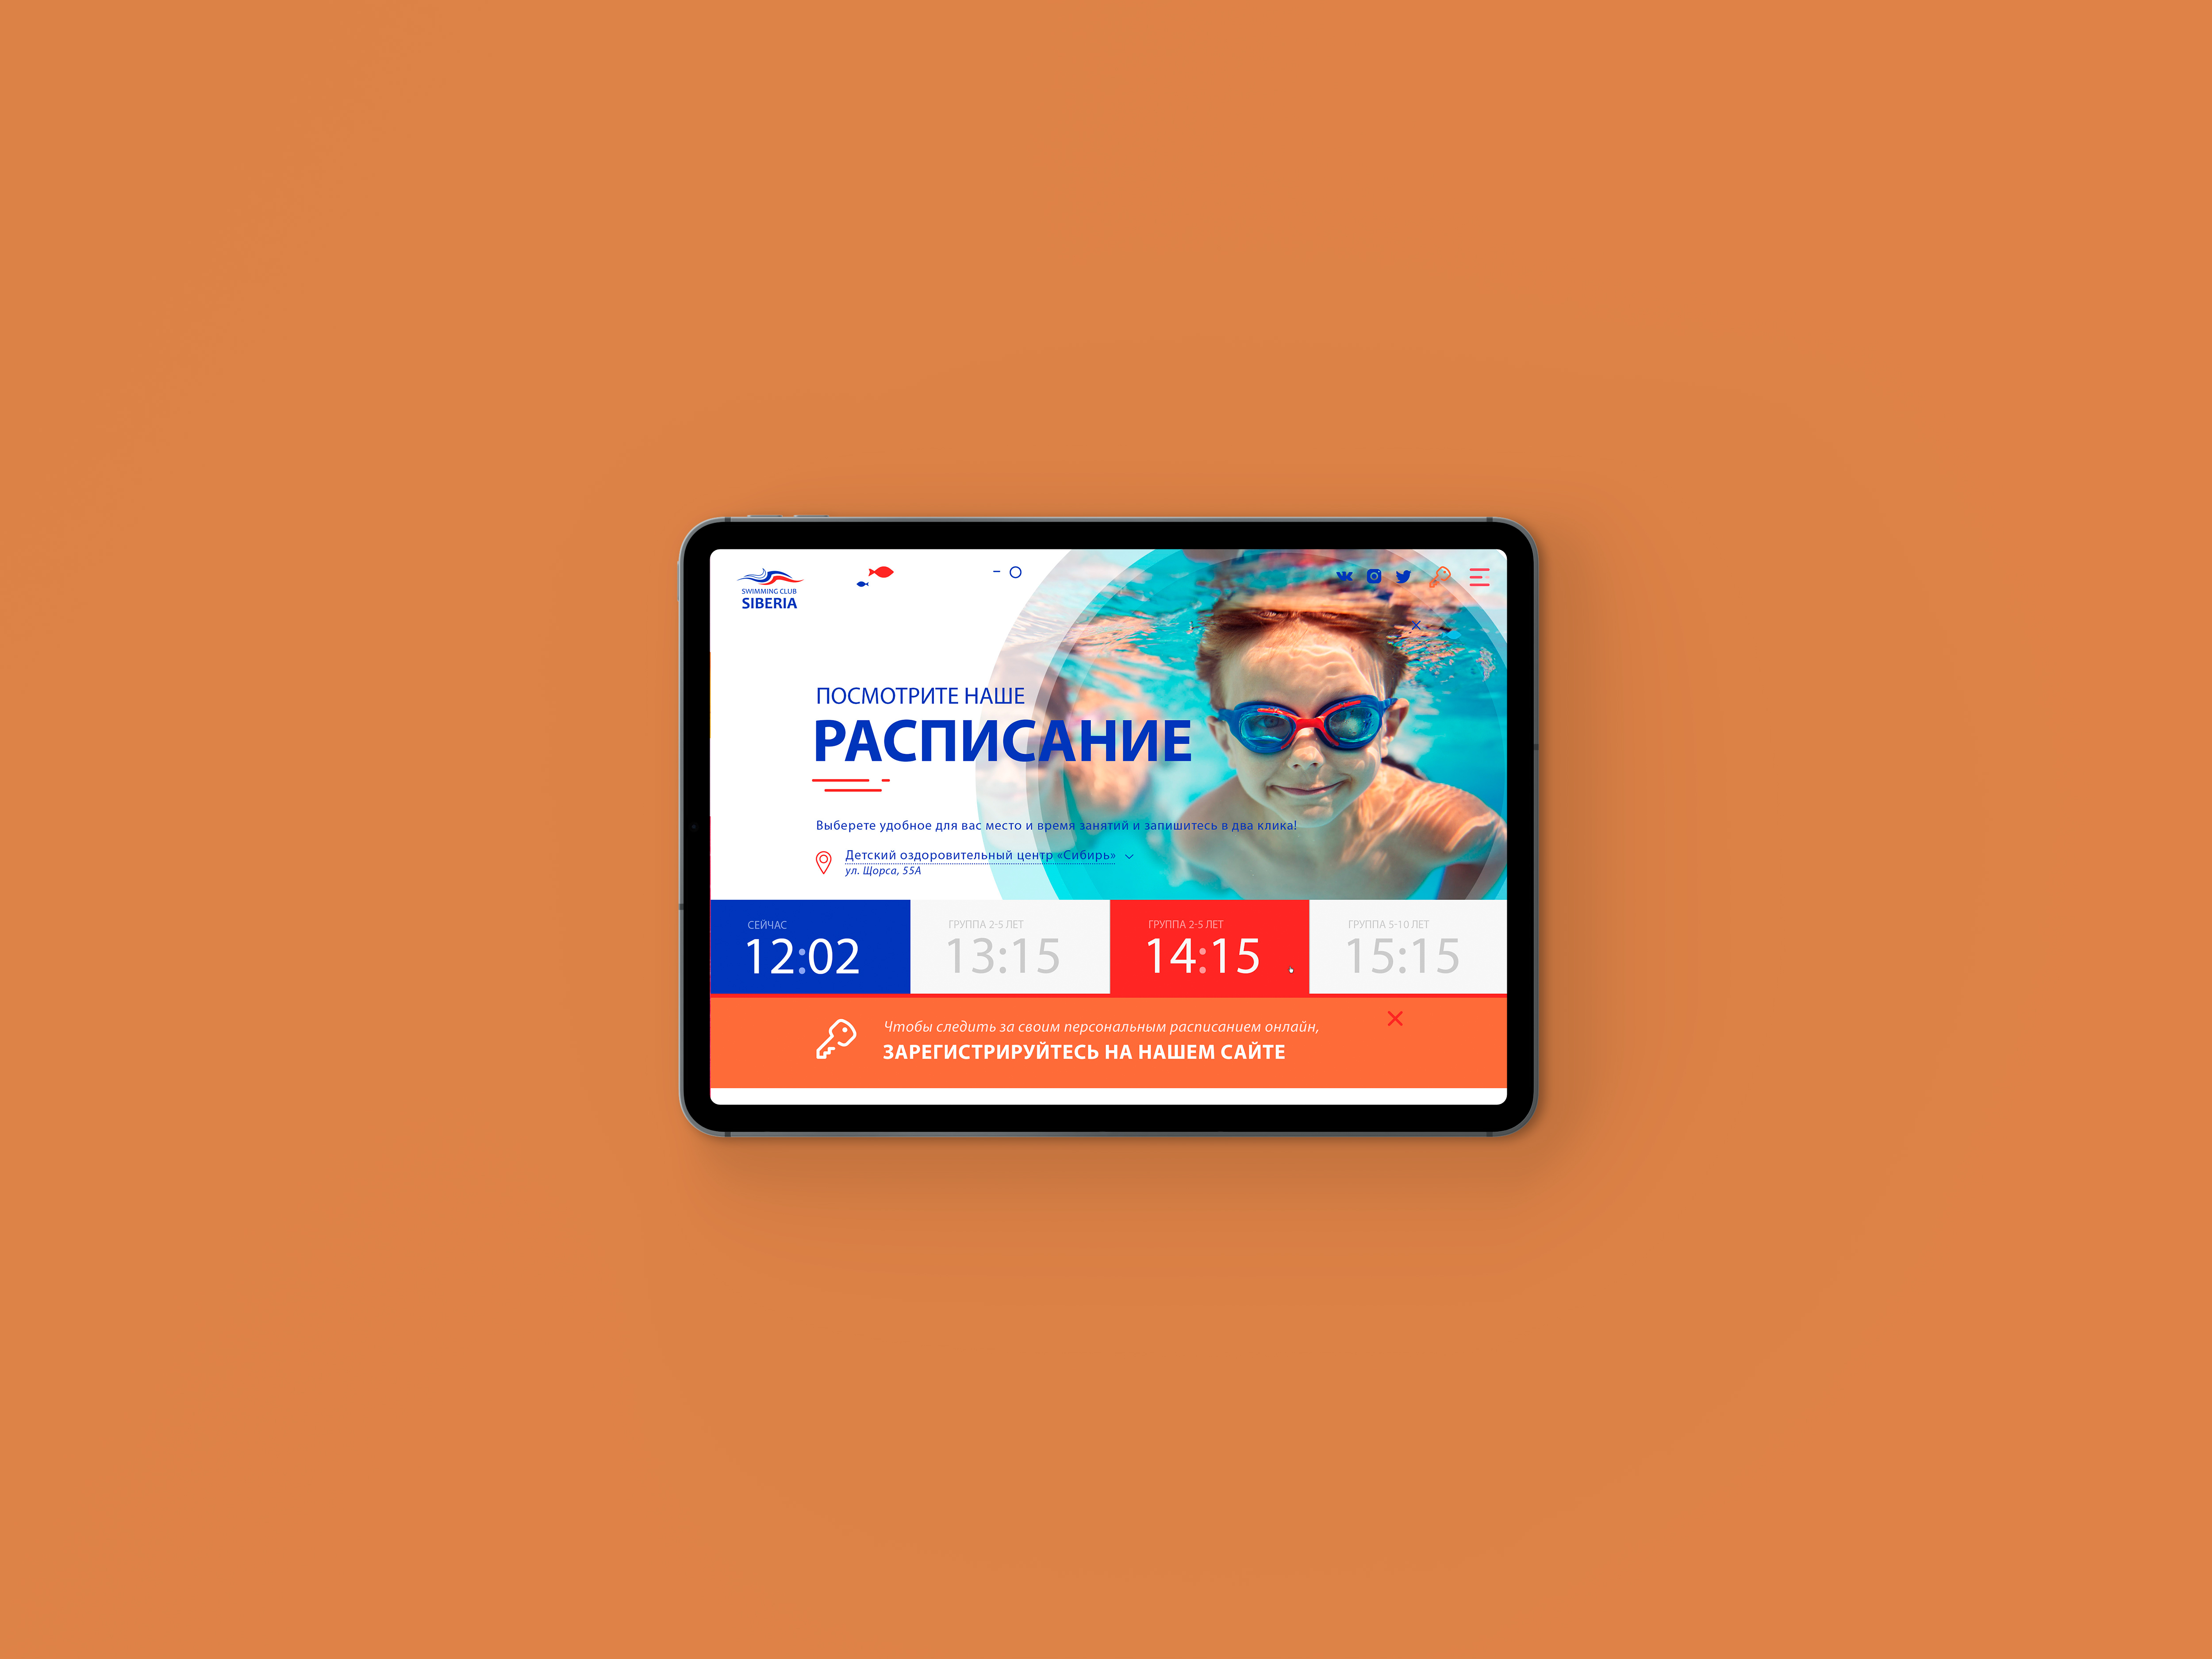 SWIMMING CLUB
SIBERIA
ПОСМОТРИТЕ НАШЕ
РАСПИСАНИЕ
Выберете удобное для вас место и время занятий и запишитесь в два клика!
Детский оздоровительный центр «Сибирь»
ул. Щорса, 55А
СЕЙЧАС
12:02
ГРУППА 2-5 ЛЕТ
13:15
ГРУППА 2-5 ЛЕТ
14:15
ГРУППА 5-10 ЛЕТ
15:15
Чтобы следить за своим персональным расписанием онлайн,
ЗАРЕГИСТРИРУЙТЕСЬ НА НАШЕМ САЙТЕ